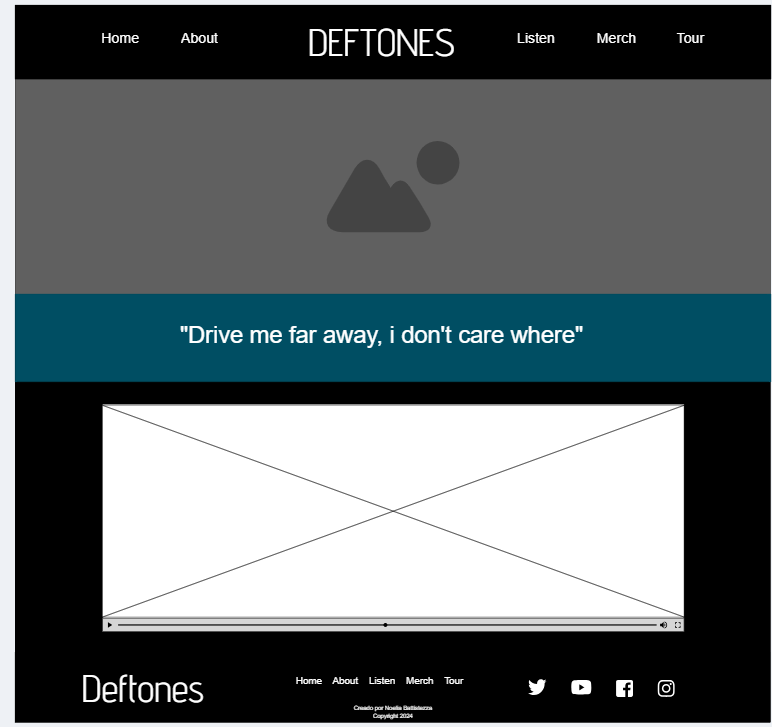 Home About DEFTONES Listen Merch Tour
"Drive me far away, i don't care where"
Deftones
Home About Listen Merch Tour
Creado por Noelia Battistezza
Copyright 2024